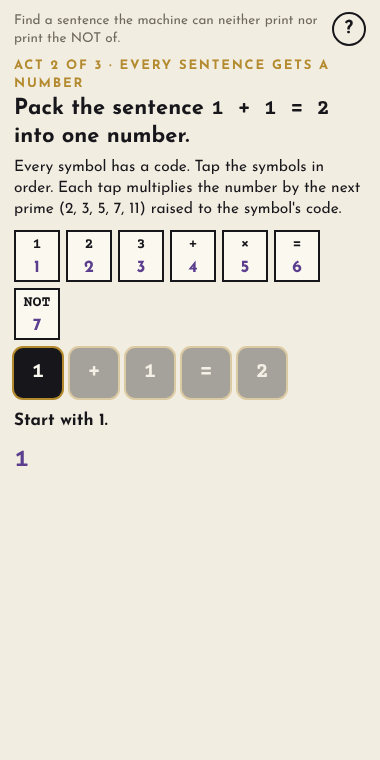 Find a sentence the machine can neither print nor
print the NOT of.
?
ACT 2 OF 3 · EVERY SENTENCE GETS A
NUMBER
Pack the sentence 1 + 1 = 2
into one number.
Every symbol has a code. Tap the symbols in
order. Each tap multiplies the number by the next
prime (2, 3, 5, 7, 11) raised to the symbol's code.
1 2 3 + × =
1 2 3 4 5 6
NOT
7
1 + 1 = 2
Start with 1.
1